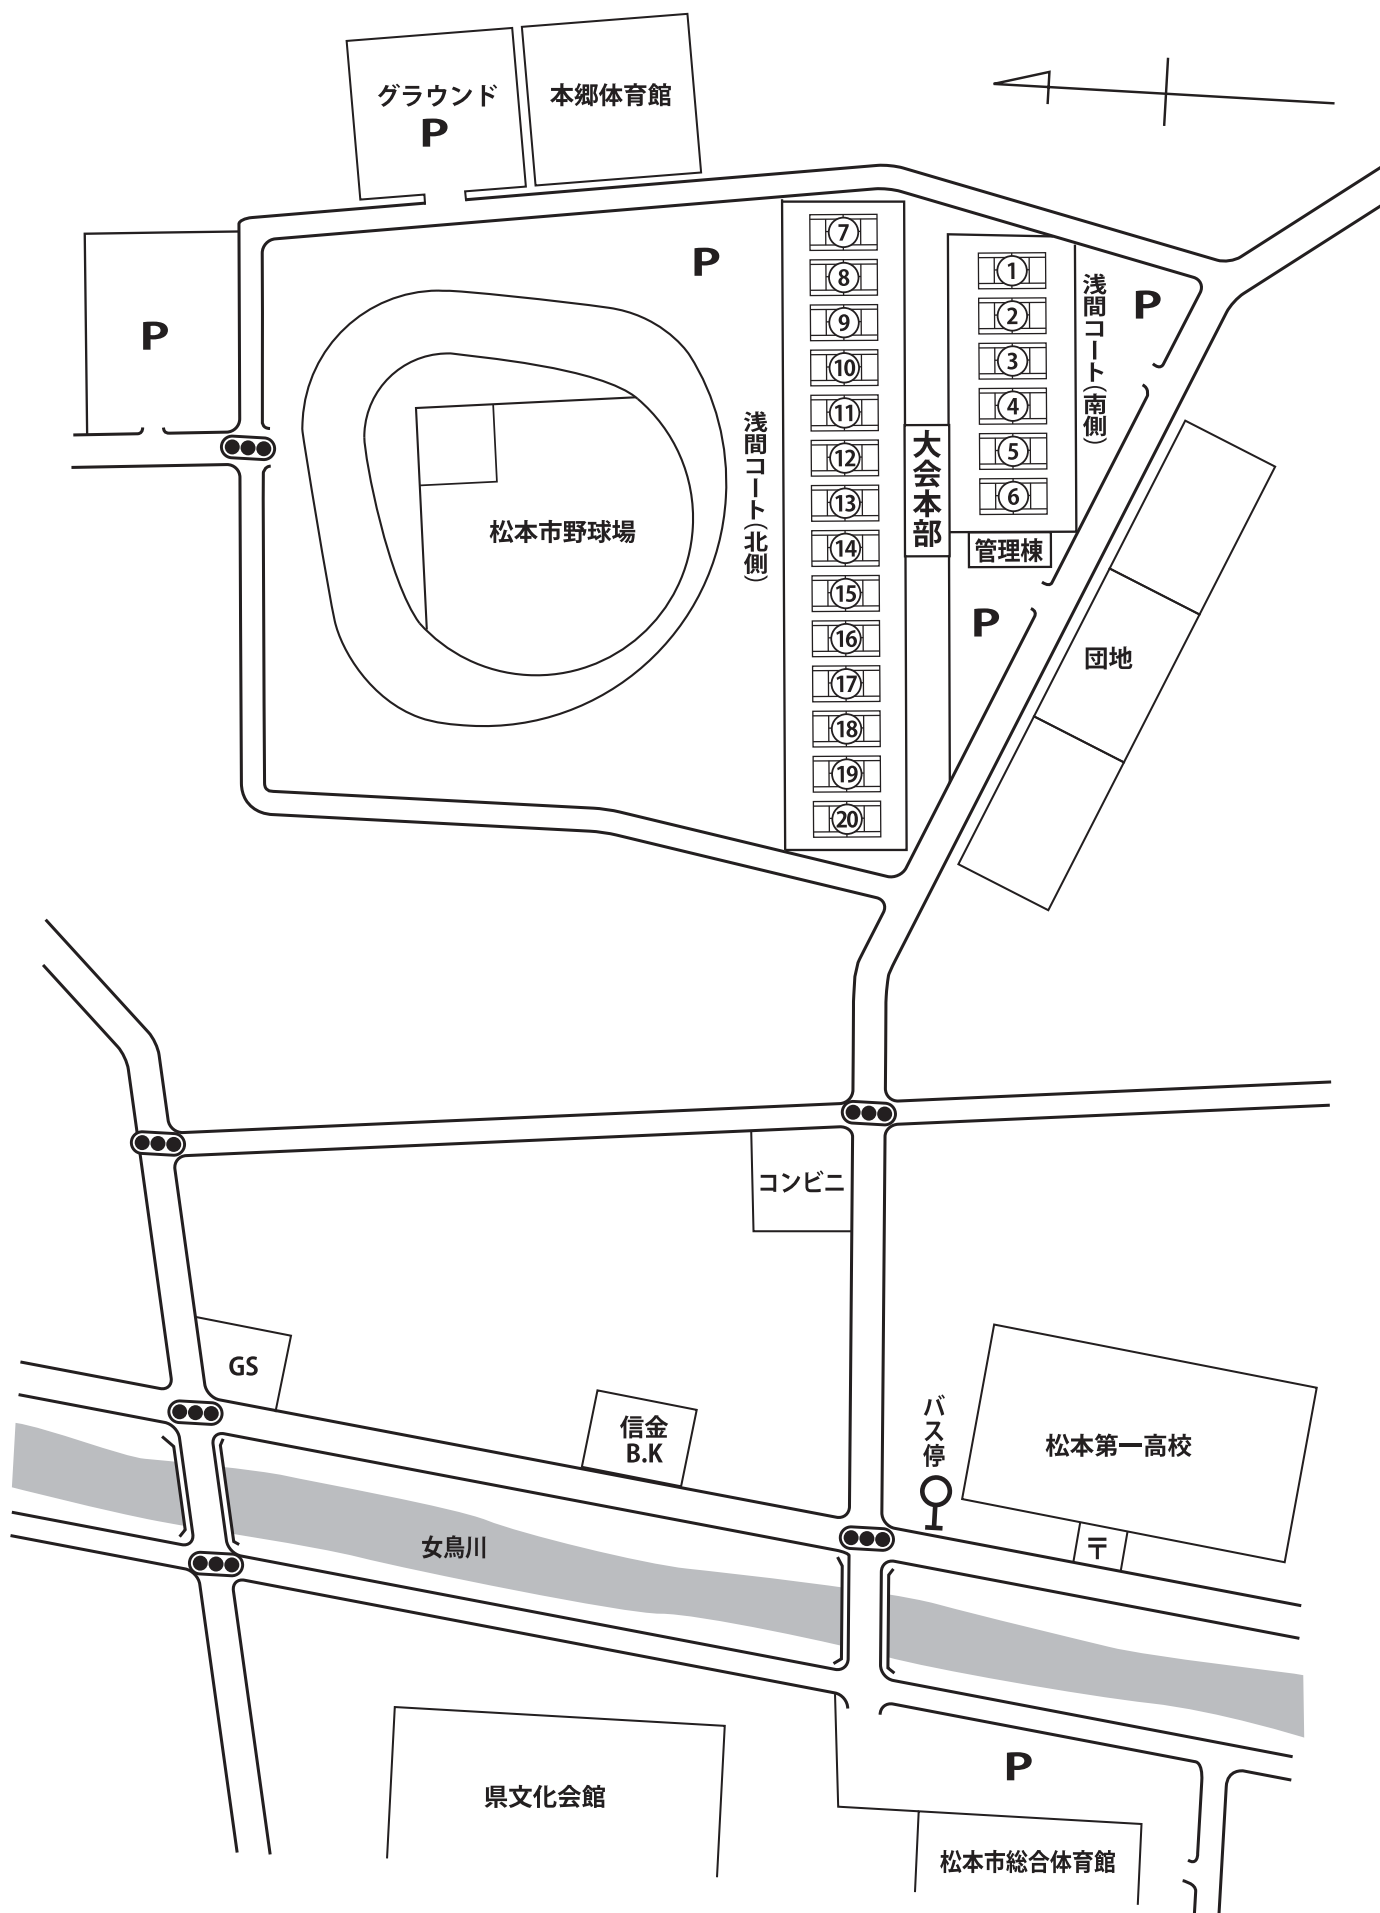 グラウンド
P
本郷体育館
P
P
浅間コート(北側)
7
8
9
10
11
12
13
14
15
16
17
18
19
20
大会本部
1
2
3
4
5
6
浅間コート(南側)
P
管理棟
P
松本市野球場
団地
コンビニ
GS
信金
B.K
バス停
松本第一高校
〒
女鳥川
県文化会館
P
松本市総合体育館